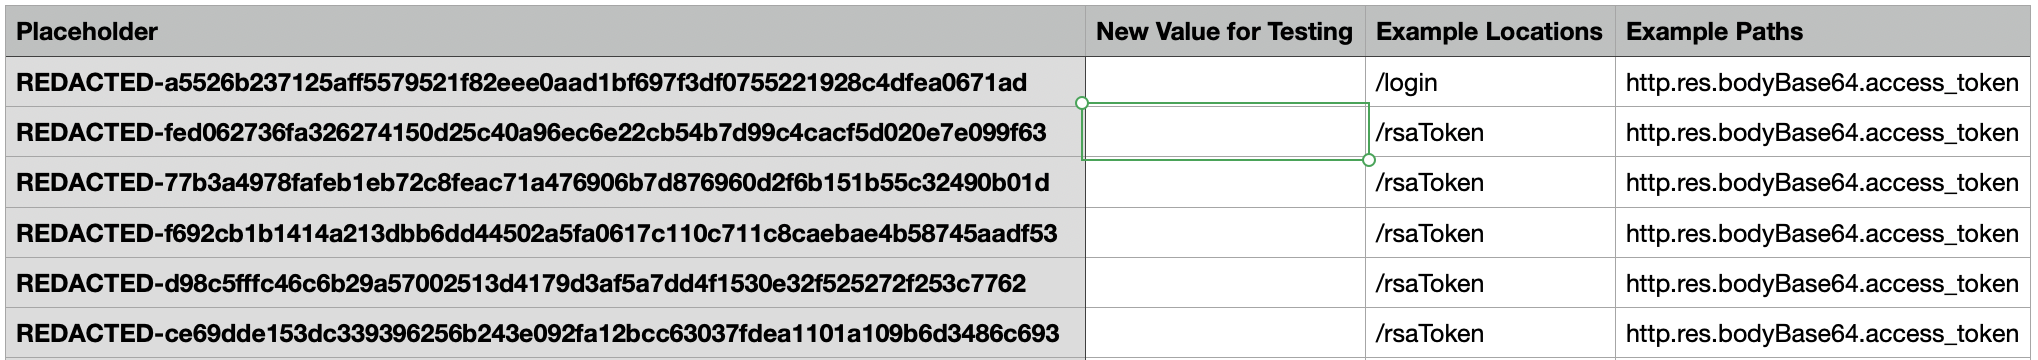 Placeholder New Value for Testing Example Locations Example Paths
REDACTED-a5526b237125aff5579521f82eee0aad1bf697f3df0755221928c4dfea0671ad /login http.res.bodyBase64.access_token
REDACTED-fed062736fa326274150d25c40a96ec6e22cb54b7d99c4cacf5d020e7e099f63 /rsaToken http.res.bodyBase64.access_token
REDACTED-77b3a4978fafeb1eb72c8feac71a476906b7d876960d2f6b151b55c32490b01d /rsaToken http.res.bodyBase64.access_token
REDACTED-f692cb1b1414a213dbb6dd44502a5fa0617c110c711c8caebae4b58745aadf53 /rsaToken http.res.bodyBase64.access_token
REDACTED-d98c5fffc46c6b29a57002513d4179d3af5a7dd4f1530e32f525272f253c7762 /rsaToken http.res.bodyBase64.access_token
REDACTED-ce69dde153dc339396256b243e092fa12bcc63037fdea1101a109b6d3486c693 /rsaToken http.res.bodyBase64.access_token